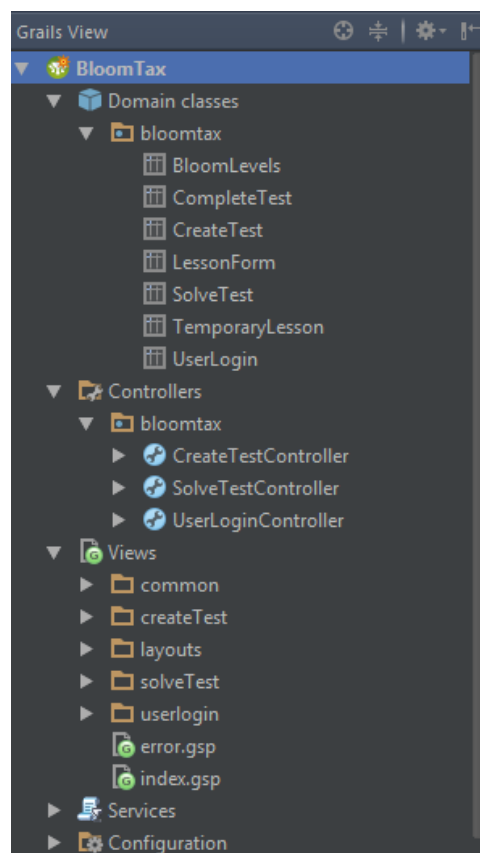 Grails View
BloomTax
Domain classes
bloomtax
BloomLevels
CompleteTest
CreateTest
LessonForm
SolveTest
TemporaryLesson
UserLogin
Controllers
bloomtax
CreateTestController
SolveTestController
UserLoginController
Views
common
createTest
layouts
solveTest
userlogin
error.gsp
index.gsp
Services
Configuration